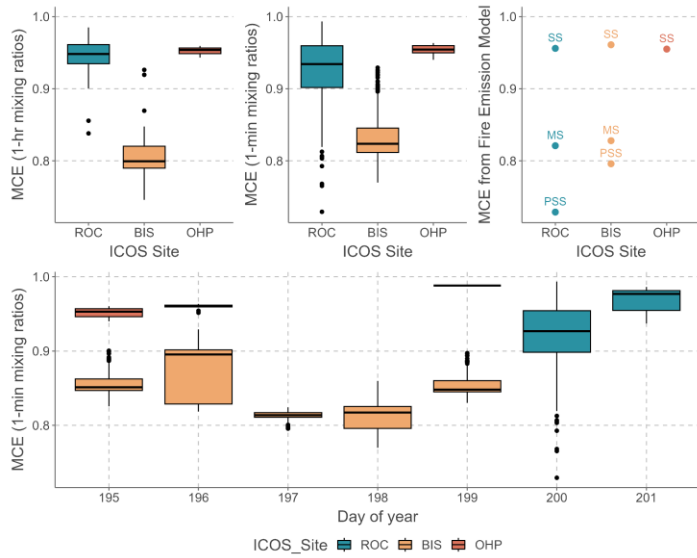 MCE (1-hr mixing ratios)
1.0
0.9
0.8
ROC BIS OHP
ICOS Site
MCE (1-min mixing ratios)
1.0
0.9
0.8
ROC BIS OHP
ICOS Site
MCE from Fire Emission Model
1.0
0.9
0.8
SS SS SS
MS MS
PSS
PSS
ROC BIS OHP
ICOS Site
MCE (1-min mixing ratios)
1.0
0.9
0.8
195 196 197 198 199 200 201
Day of year
ICOS_Site ROC BIS OHP